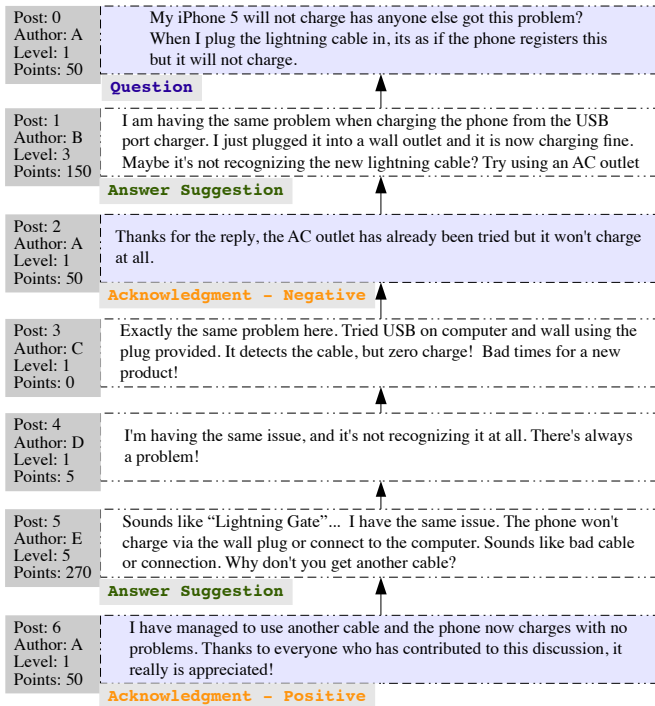 Post: 0
Author: A
Level: 1
Points: 50
My iPhone 5 will not charge has anyone else got this problem?
When I plug the lightning cable in, its as if the phone registers this
but it will not charge.
Question
Post: 1
Author: B
Level: 3
Points: 150
I am having the same problem when charging the phone from the USB
port charger. I just plugged it into a wall outlet and it is now charging fine.
Maybe it's not recognizing the new lightning cable? Try using an AC outlet
Answer Suggestion
Post: 2
Author: A
Level: 1
Points: 50
Thanks for the reply, the AC outlet has already been tried but it won't charge
at all.
Acknowledgment - Negative
Post: 3
Author: C
Level: 1
Points: 0
Exactly the same problem here. Tried USB on computer and wall using the
plug provided. It detects the cable, but zero charge!  Bad times for a new
product!
Post: 4
Author: D
Level: 1
Points: 5
I'm having the same issue, and it's not recognizing it at all. There's always
a problem!
Post: 5
Author: E
Level: 5
Points: 270
Sounds like “Lightning Gate”...  I have the same issue. The phone won't
charge via the wall plug or connect to the computer. Sounds like bad cable
or connection. Why don't you get another cable?
Answer Suggestion
Post: 6
Author: A
Level: 1
Points: 50
I have managed to use another cable and the phone now charges with no
problems. Thanks to everyone who has contributed to this discussion, it
really is appreciated!
Acknowledgment - Positive